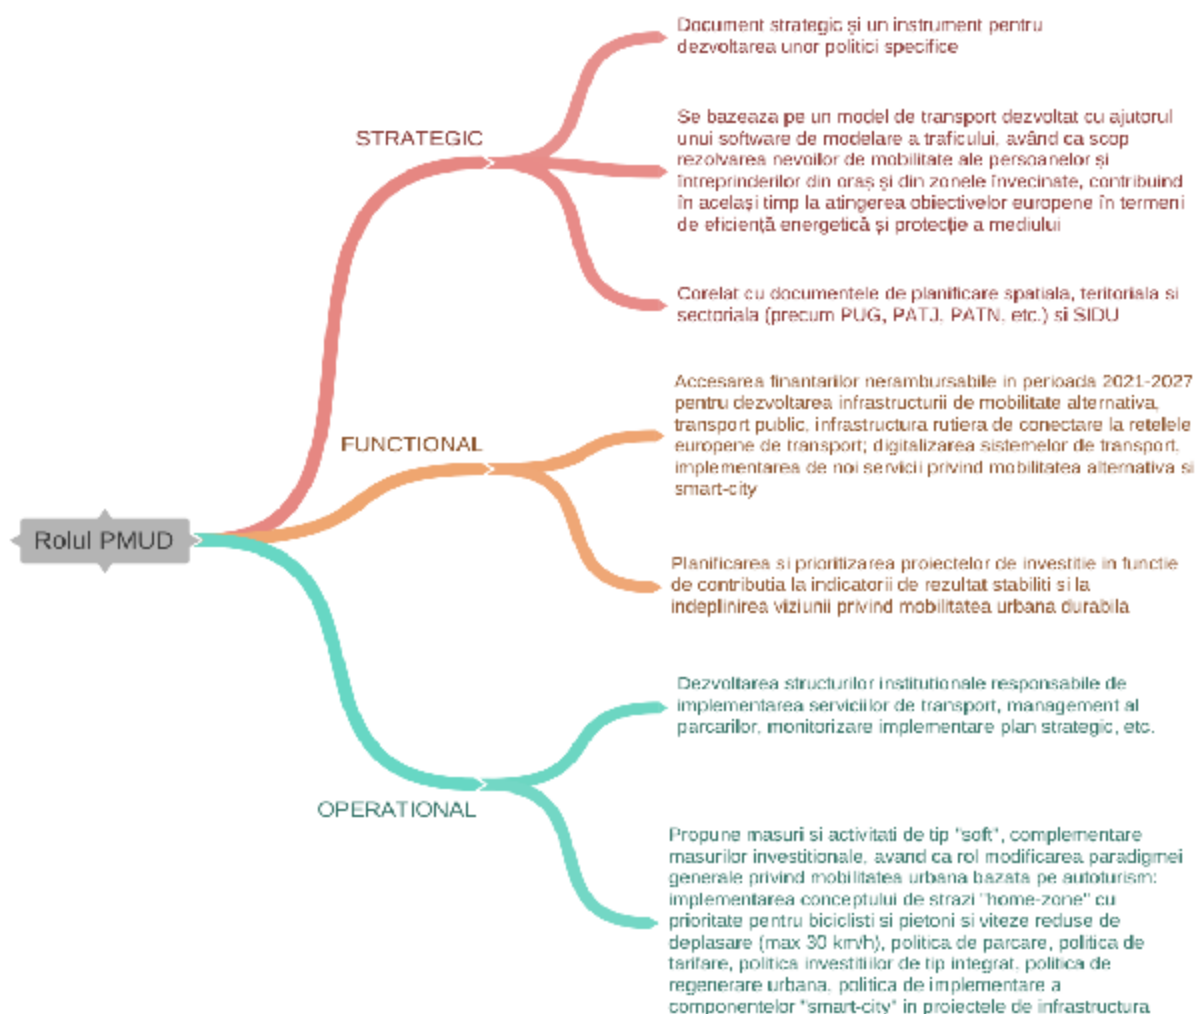 Rolul PMUD
STRATEGIC
Document strategic și un instrument pentru
dezvoltarea unor politici specifice
Se bazeaza pe un model de transport dezvoltat cu ajutorul
unui software de modelare a traficului, având ca scop
rezolvarea nevoilor de mobilitate ale persoanelor și
întreprinderilor din oraș și din zonele învecinate, contribuind
în același timp la atingerea obiectivelor europene în termeni
de eficiență energetică și protecție a mediului
Corelat cu documentele de planificare spatiala, teritoriala si
sectoriala (precum PUG, PATJ, PATN, etc.) si SIDU
FUNCTIONAL
Accesarea finantarilor nerambursabile in perioada 2021-2027
pentru dezvoltarea infrastructurii de mobilitate alternativa,
transport public, infrastructura rutiera de conectare la retelele
europene de transport; digitalizarea sistemelor de transport,
implementarea de noi servicii privind mobilitatea alternativa si
smart-city
Planificarea si prioritizarea proiectelor de investitie in functie
de contributia la indicatorii de rezultat stabiliti si la
indeplinirea viziunii privind mobilitatea urbana durabila
OPERATIONAL
Dezvoltarea structurilor institutionale responsabile de
implementarea serviciilor de transport, management al
parcarilor, monitorizare implementare plan strategic, etc.
Propune masuri si activitati de tip "soft", complementare
masurilor investitionale, avand ca rol modificarea paradigmei
generale privind mobilitatea urbana bazata pe autoturism:
implementarea conceptului de strazi "home-zone" cu
prioritate pentru biciclisti si pietoni si viteze reduse de
deplasare (max 30 km/h), politica de parcare, politica de
tarifare, politica investitiilor de tip integrat, politica de
regenerare urbana, politica de implementare a
componentelor "smart-city" in proiectele de infrastructura